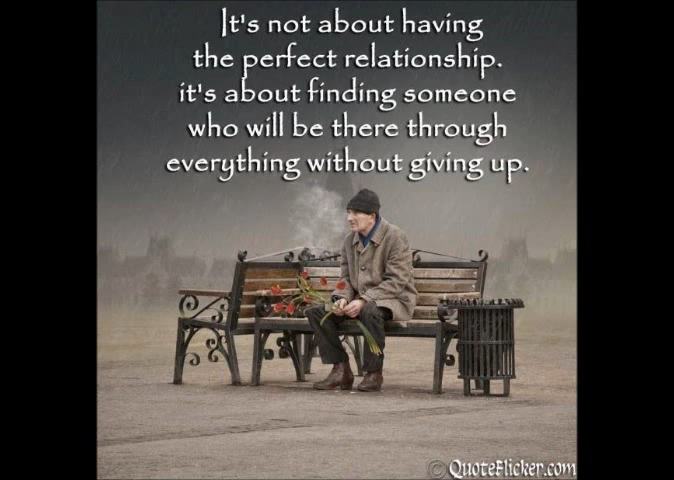 It's not about having
the perfect relationship.
it's about finding someone
who will be there through
everything without giving up.
© QuoteFlicker.com